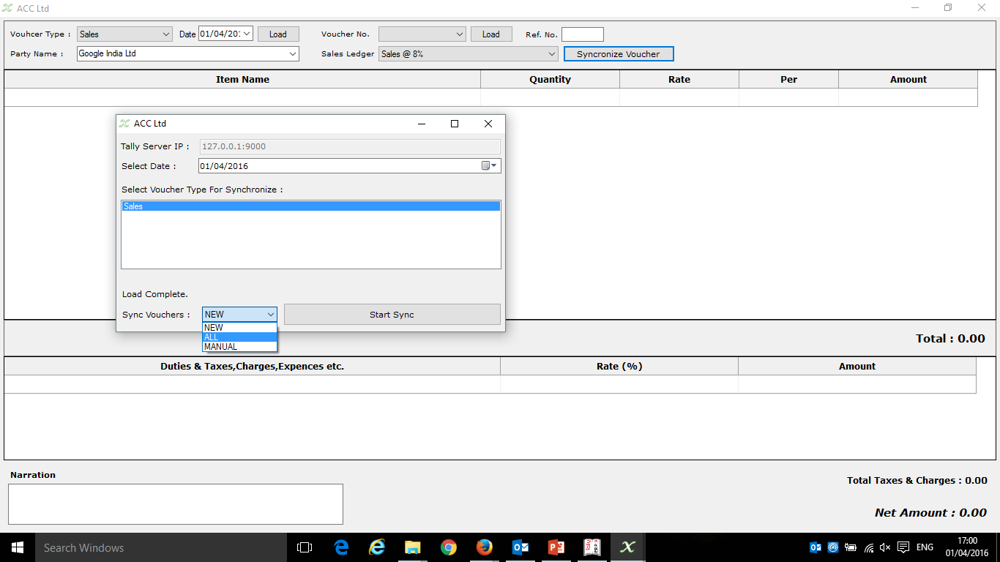 ACC Ltd
Vouhcer Type : Sales Date 01/04/201 Load Voucher No. Load Ref. No.
Party Name : Google India Ltd Sales Ledger Sales @ 8% Syncronize Voucher
Item Name Quantity Rate Per Amount
ACC Ltd
Tally Server IP : 127.0.0.1:9000
Select Date : 01/04/2016
Select Voucher Type For Synchronize :
Sales
Load Complete.
Sync Vouchers : NEW Start Sync
NEW
ALL
MANUAL
Total : 0.00
Duties & Taxes,Charges,Expences etc. Rate (%) Amount
Narration
Total Taxes & Charges : 0.00
Net Amount : 0.00
Search Windows
ENG
17:00
01/04/2016